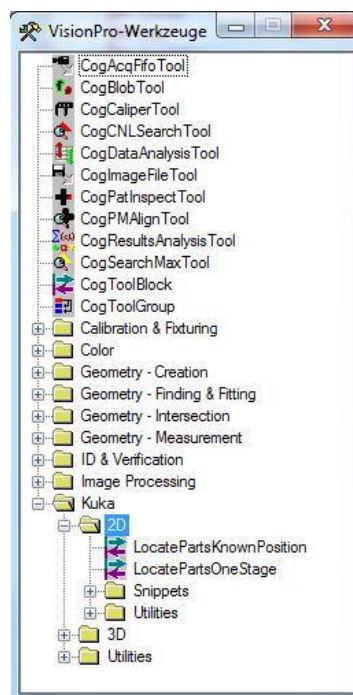 VisionPro-Werkzeuge
CogAcqFifoTool
CogBlobTool
CogCaliperTool
CogCNLSearchTool
CogDataAnalysisTool
CogImageFileTool
CogPatInspectTool
CogPMAlignTool
CogResultsAnalysisTool
CogSearchMaxTool
CogToolBlock
CogToolGroup
Calibration & Fixturing
Color
Geometry - Creation
Geometry - Finding & Fitting
Geometry - Intersection
Geometry - Measurement
ID & Verification
Image Processing
Kuka
2D
LocatePartsKnownPosition
LocatePartsOneStage
Snippets
Utilities
3D
Utilities